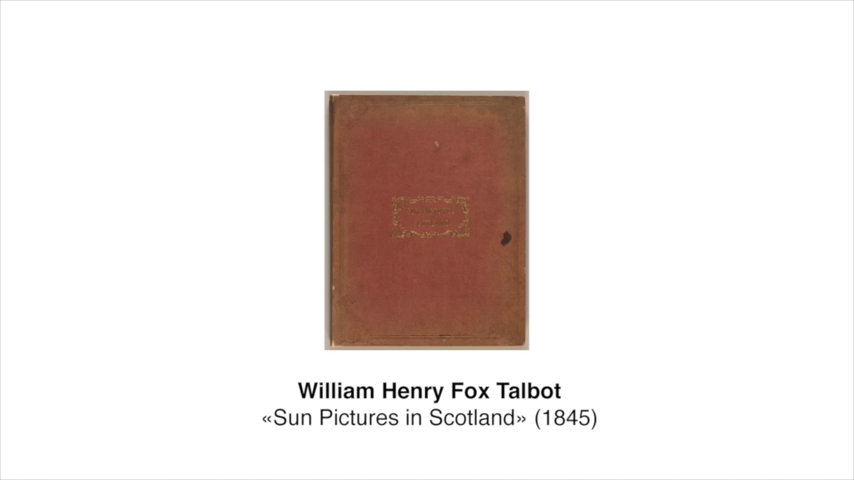 William Henry Fox Talbot
«Sun Pictures in Scotland» (1845)